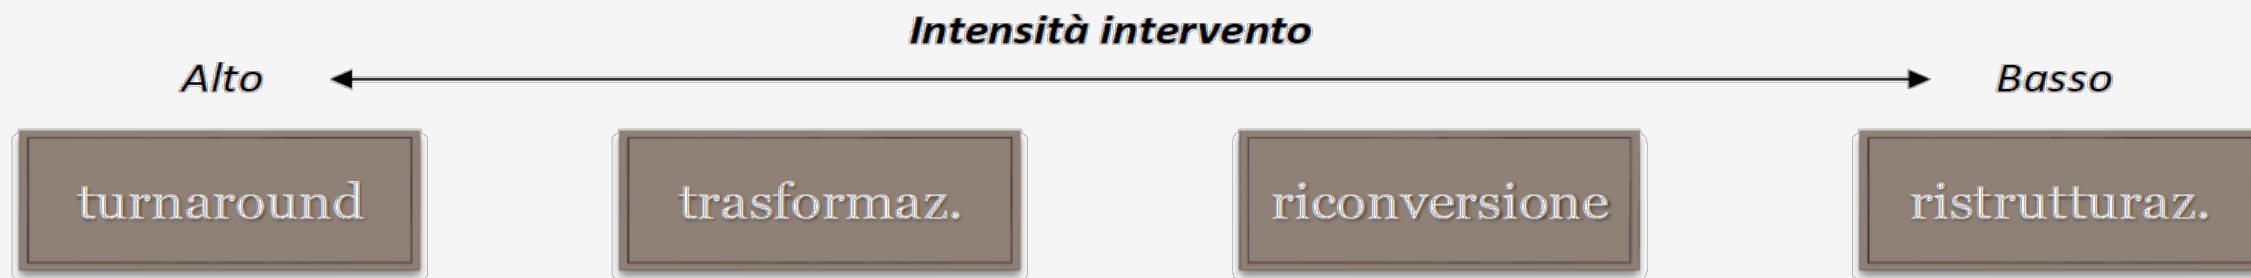 Intensità intervento
Alto Basso
turnaround trasformaz. riconversione ristrutturaz.